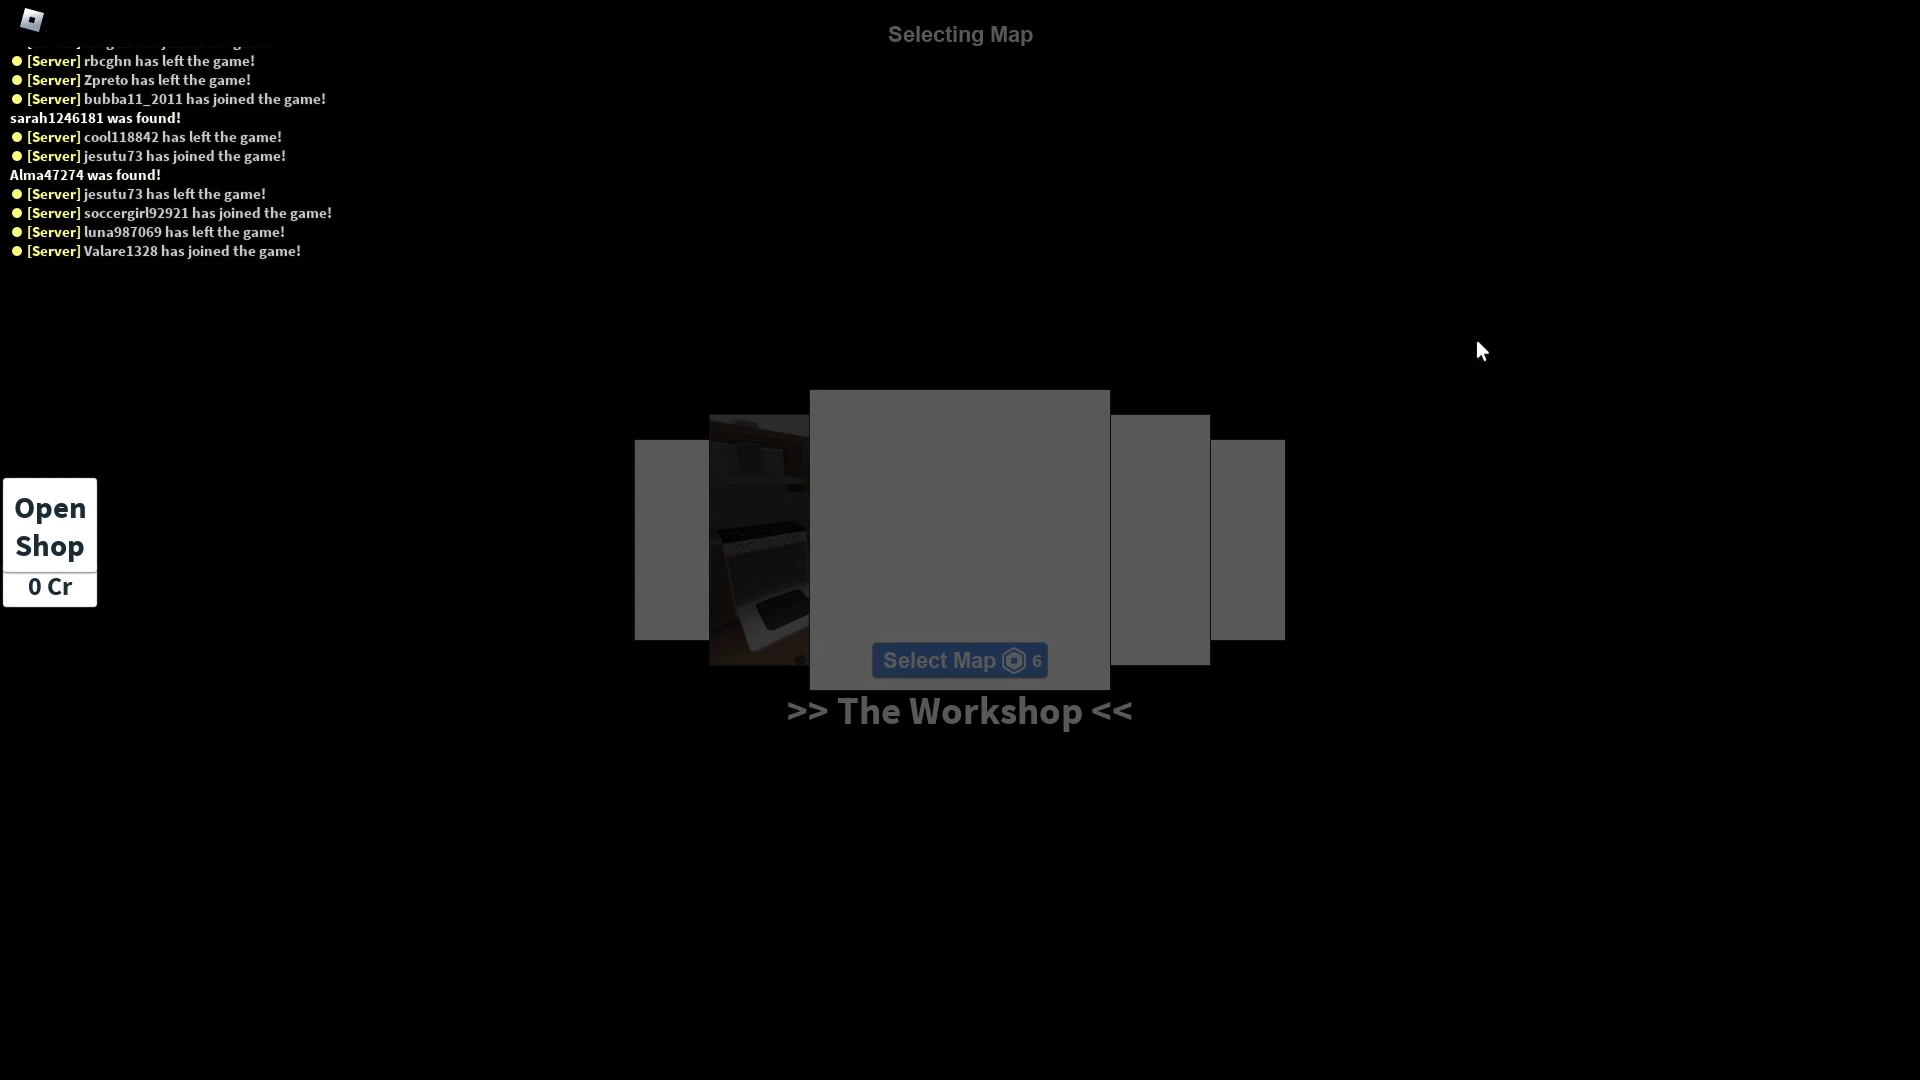 Selecting Map
[Server] rbcghn has left the game!
[Server] Zpreto has left the game!
[Server] bubba11_2011 has joined the game!
sarah1246181 was found!
[Server] cool118842 has left the game!
[Server] jesutu73 has joined the game!
Alma47274 was found!
[Server] jesutu73 has left the game!
[Server] soccergirl92921 has joined the game!
[Server] luna987069 has left the game!
[Server] Valare1328 has joined the game!
Open
Shop
0 Cr
Select Map 6
>> The Workshop <<